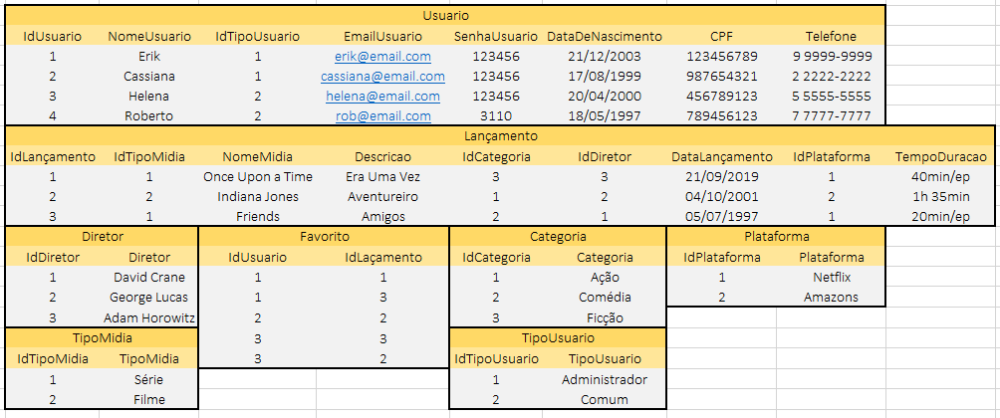 Usuario
IdUsuario NomeUsuario IdTipoUsuario EmailUsuario SenhaUsuario DataDeNascimento CPF Telefone
1 Erik 1 erik@email.com 123456 21/12/2003 123456789 9 9999-9999
2 Cassiana 1 cassiana@email.com 123456 17/08/1999 987654321 2 2222-2222
3 Helena 2 helena@email.com 123456 20/04/2000 456789123 5 5555-5555
4 Roberto 2 rob@email.com 3110 18/05/1997 789456123 7 7777-7777
Lançamento
IdLançamento IdTipoMidia NomeMidia Descricao IdCategoria IdDiretor DataLançamento IdPlataforma TempoDuracao
1 1 Once Upon a Time Era Uma Vez 3 3 21/09/2019 1 40min/ep
2 2 Indiana Jones Aventureiro 1 2 04/10/2001 2 1h 35min
3 1 Friends Amigos 2 1 05/07/1997 1 20min/ep
Diretor Favorito Categoria Plataforma
IdDiretor Diretor IdUsuario IdLaçamento IdCategoria Categoria IdPlataforma Plataforma
1 David Crane 1 1 1 Ação 1 Netflix
2 George Lucas 1 3 2 Comédia 2 Amazons
3 Adam Horowitz 2 2 3 Ficção
TipoMidia 3 3 TipoUsuario
IdTipoMidia TipoMidia 3 2 IdTipoUsuario TipoUsuario
1 Série 1 Administrador
2 Filme 2 Comum